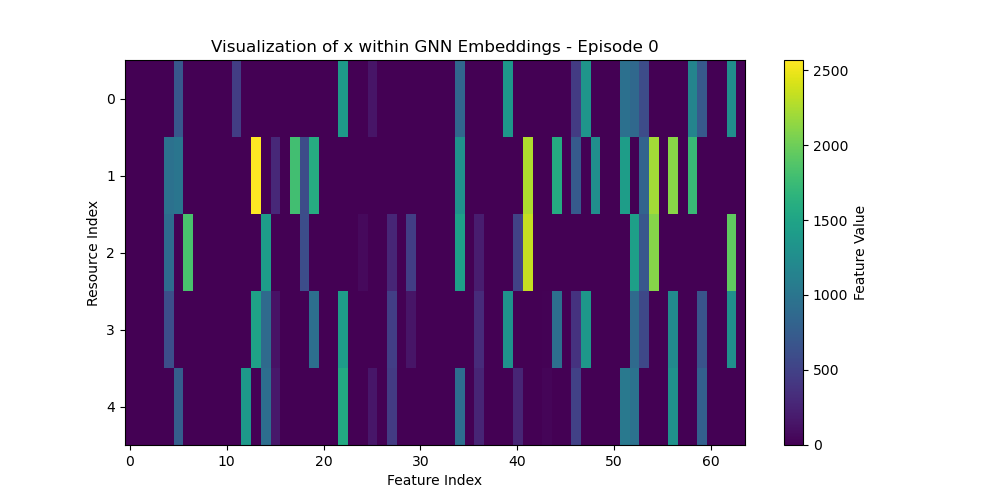 Visualization of x within GNN Embeddings - Episode 0
Resource Index
0
1
2
3
4
0 10 20 30 40 50 60
Feature Index
2500
2000
1500
1000
500
0
Feature Value